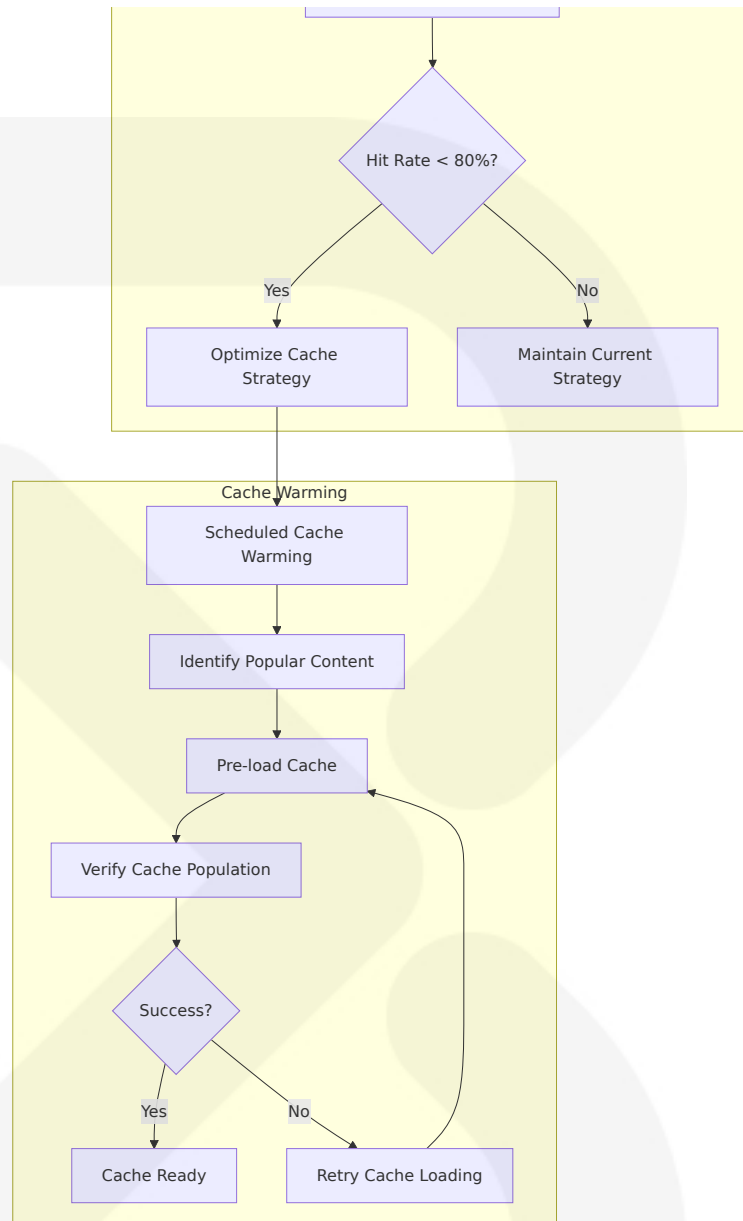 Hit Rate < 80%?
Yes
No
Optimize Cache
Strategy
Maintain Current
Strategy
Cache Warming
Scheduled Cache
Warming
Identify Popular Content
Pre-load Cache
Verify Cache Population
Success?
Yes
No
Cache Ready
Retry Cache Loading